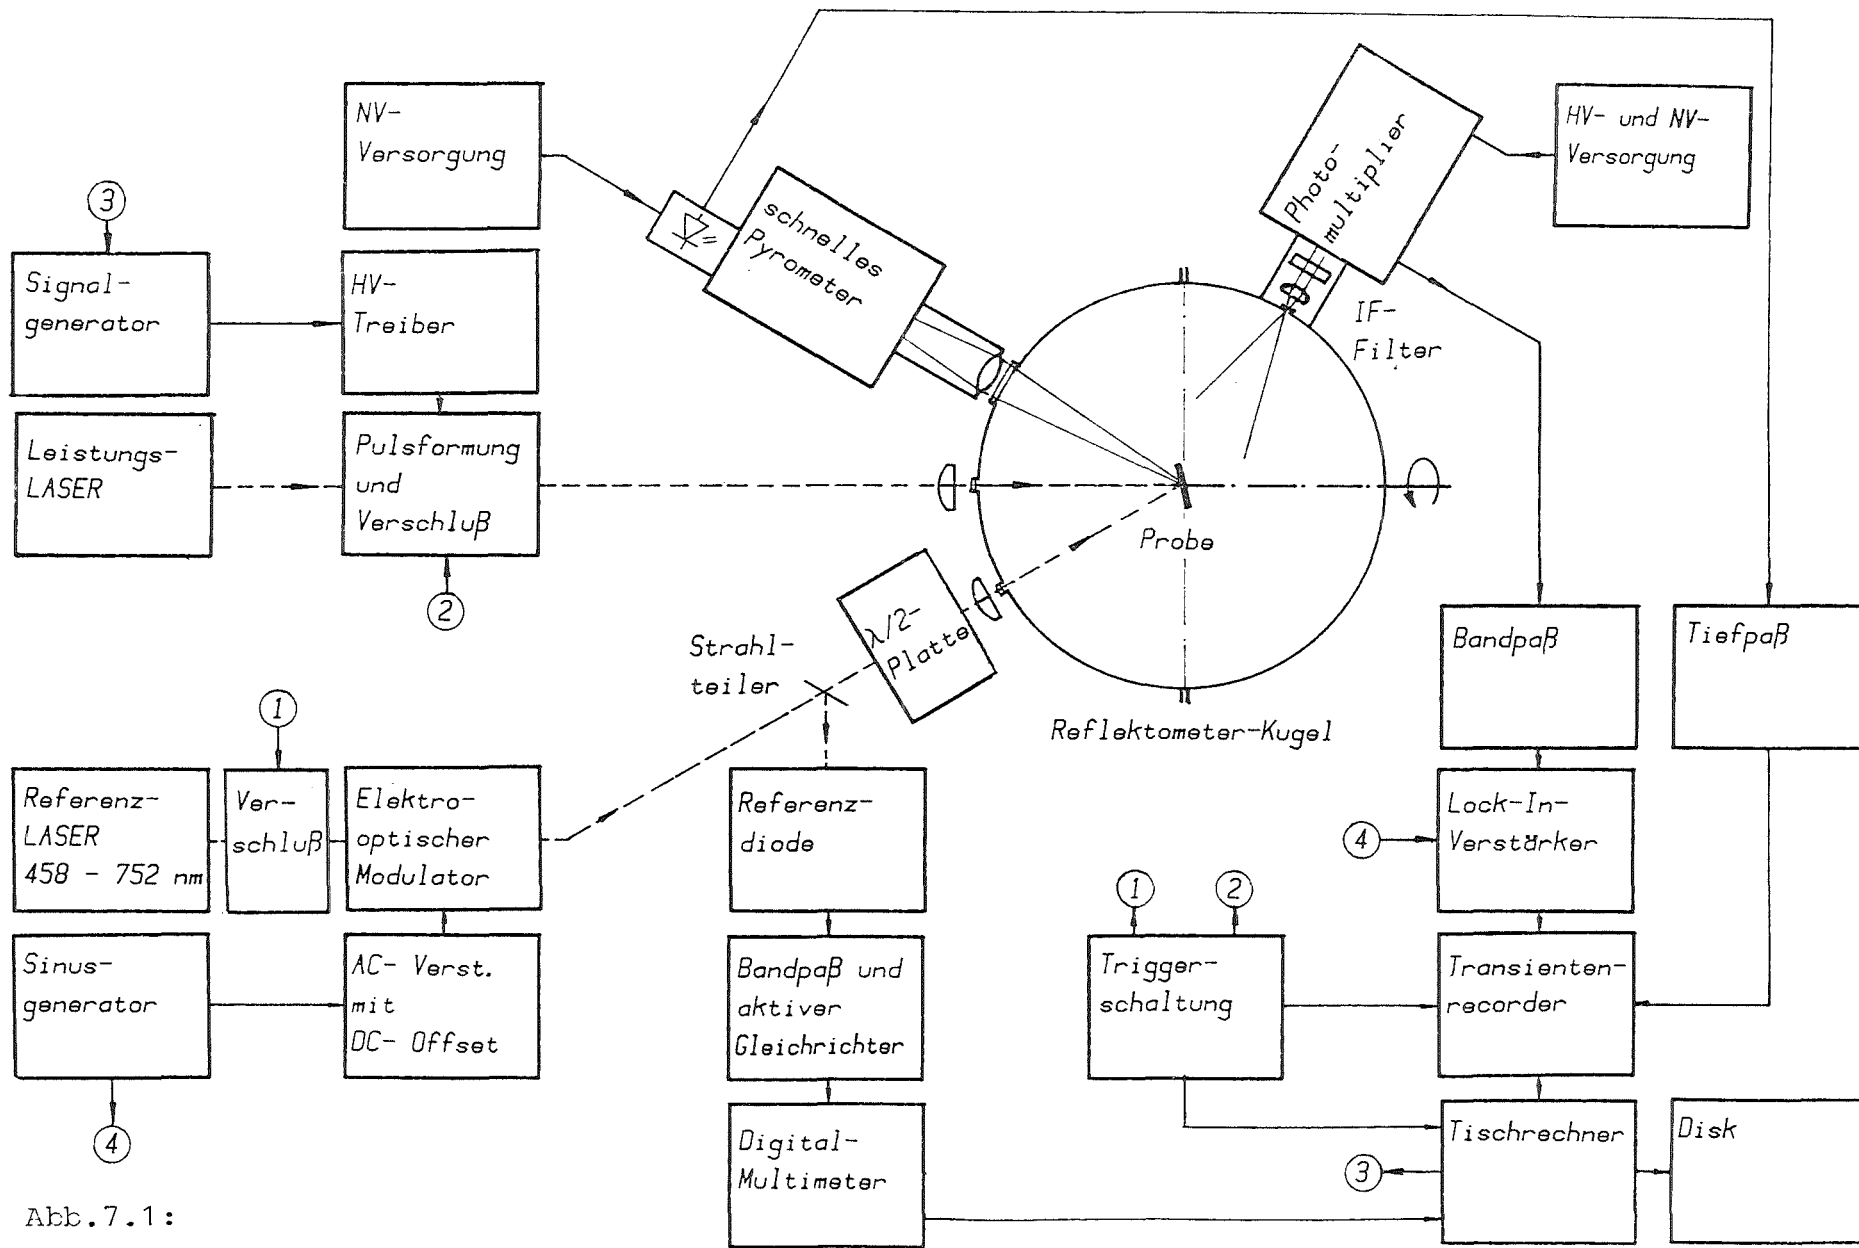 NV-
Versorgung
schnelles
Pyrometer
Photo-
multiplier
HV- und NV-
Versorgung
3
Signal-
generator
HV-
Treiber
IF-
Filter
Leistungs-
LASER
Pulsformung
und
Verschluß
2
Probe
λ/2-
Platte
Strahl-
teiler
Reflektometer-Kugel
Bandpaß
Tiefpaß
1
Referenz-
LASER
458 - 752 nm
Ver-
schluß
Elektro-
optischer
Modulator
Referenz-
diode
Lock-In-
Verstärker
4
1
2
Sinus-
generator
AC- Verst.
mit
DC- Offset
Bandpaß und
aktiver
Gleichrichter
Trigger-
schaltung
Transienten-
recorder
4
Digital-
Multimeter
Tischrechner
3
Disk
Abb.7.1: